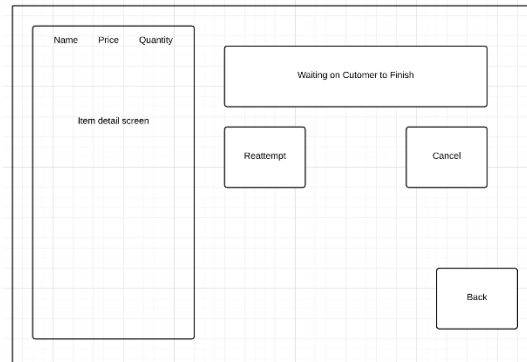 Name Price Quantity
Item detail screen
Waiting on Cutomer to Finish
Reattempt
Cancel
Back